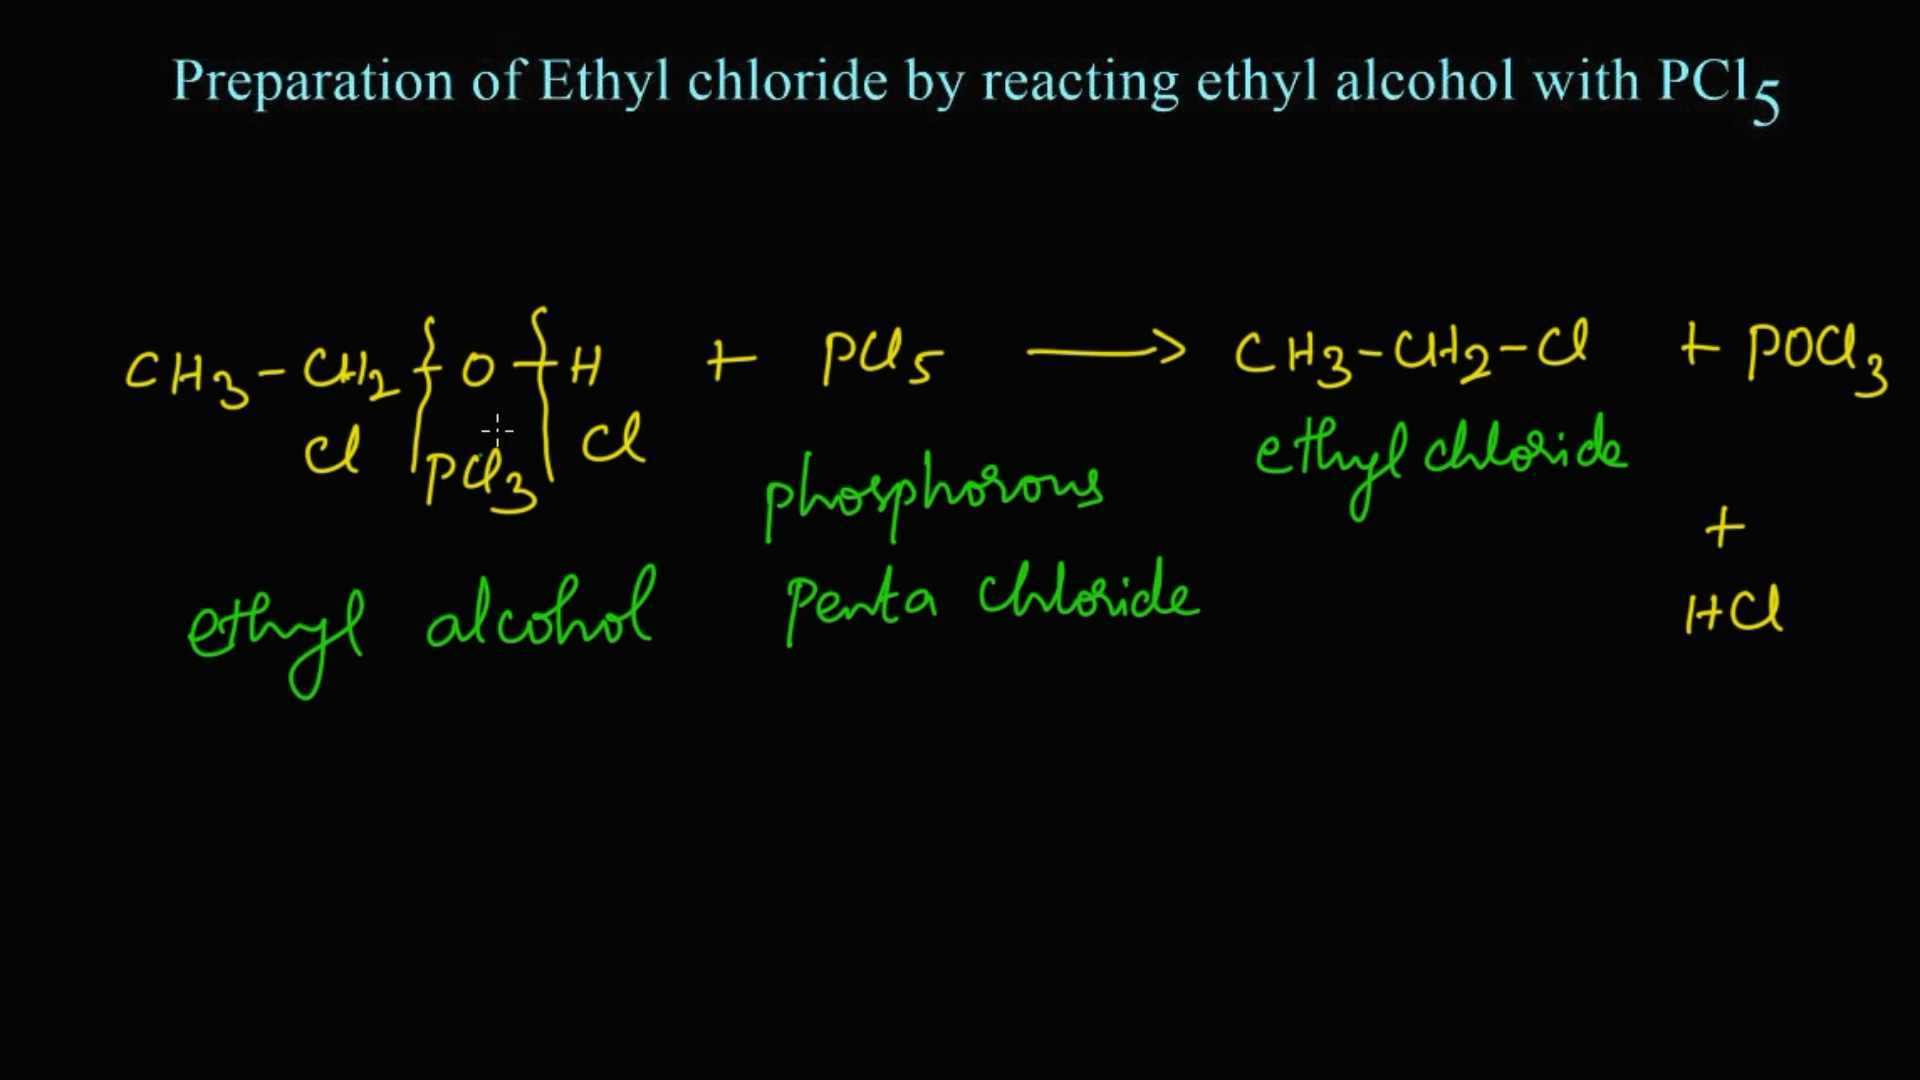 Preparation of Ethyl chloride by reacting ethyl alcohol with PCl5
CH3-CH2{O{H + PCl5 ⟶ CH3-CH2-Cl + POCl3
Cl PCl3 Cl
phosphorous
ethyl chloride
+
ethyl alcohol
Penta chloride
HCl